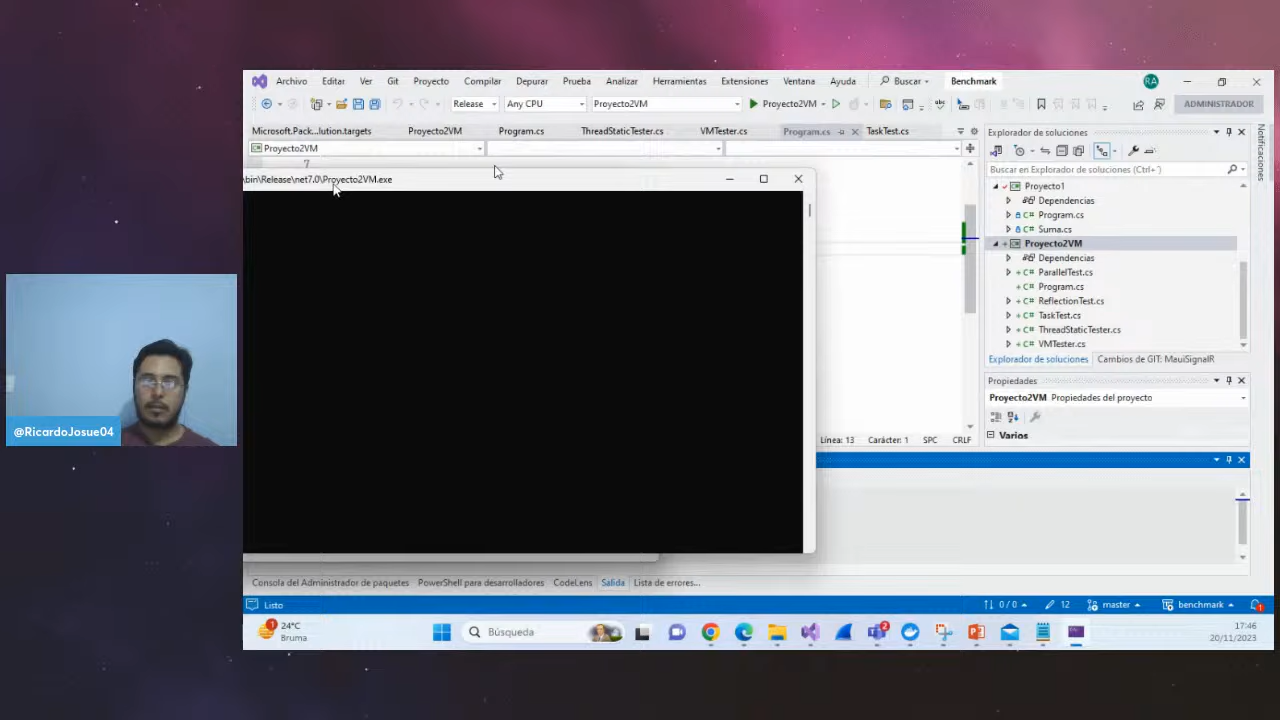 Archivo Editar Ver Git Proyecto Compilar Depurar Prueba Analizar Herramientas Extensiones Ventana Ayuda Buscar Benchmark RA
Release Any CPU Proyecto2VM Proyecto2VM ADMINISTRADOR
Microsoft.Pack...lution.targets Proyecto2VM Program.cs ThreadStaticTester.cs VMTester.cs Program.cs TaskTest.cs
Proyecto2VM
7
\bin\Release\net7.0\Proyecto2VM.exe
Línea: 13 Carácter: 1 SPC CRLF
Explorador de soluciones
Buscar en Explorador de soluciones (Ctrl+´)
Proyecto1
Dependencias
C# Program.cs
C# Suma.cs
Proyecto2VM
Dependencias
C# ParallelTest.cs
C# Program.cs
C# ReflectionTest.cs
C# TaskTest.cs
C# ThreadStaticTester.cs
C# VMTester.cs
Explorador de soluciones Cambios de GIT: MauiSignalR
Propiedades
Proyecto2VM Propiedades del proyecto
Varios
Notificaciones
@RicardoJosue04
Consola del Administrador de paquetes PowerShell para desarrolladores CodeLens Salida Lista de errores...
Listo 0 / 0 12 master benchmark 1
1 24°C
Bruma
Búsqueda
2
17:46
20/11/2023